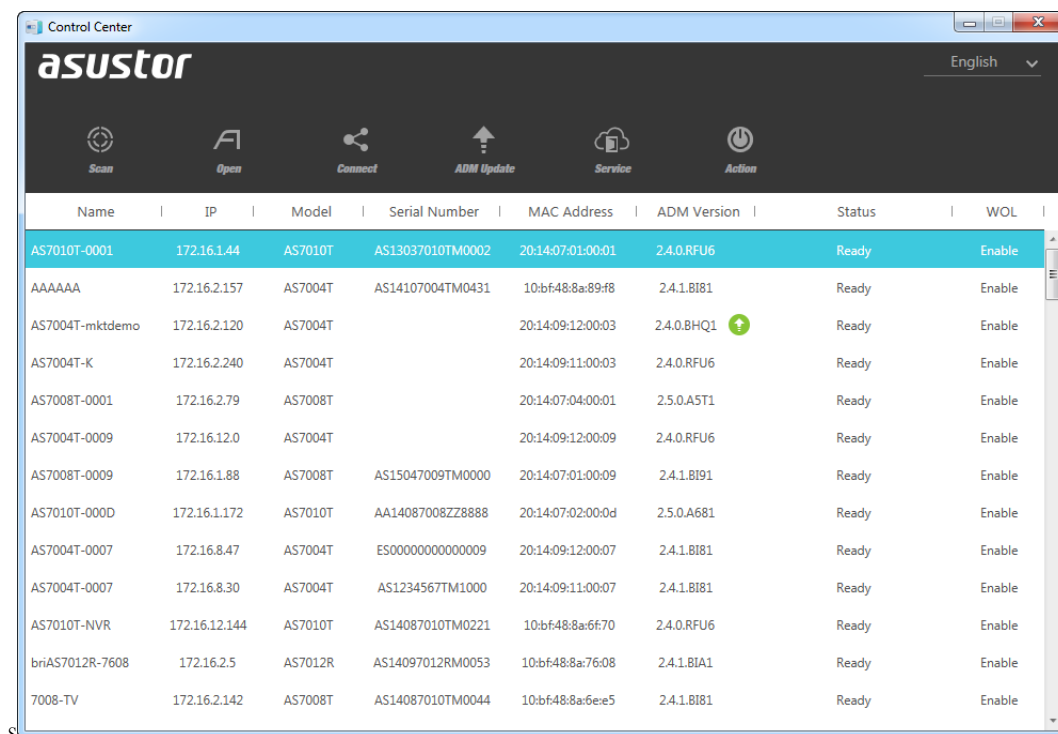 Control Center
asustor
English
Scan Open Connect ADM Update Service Action
Name IP Model Serial Number MAC Address ADM Version Status WOL
AS7010T-0001 172.16.1.44 AS7010T AS13037010TM0002 20:14:07:01:00:01 2.4.0.RFU6 Ready Enable
AAAAAA 172.16.2.157 AS7004T AS14107004TM0431 10:bf:48:8a:89:f8 2.4.1.BI81 Ready Enable
AS7004T-mktdemo 172.16.2.120 AS7004T 20:14:09:12:00:03 2.4.0.BHQ1 Ready Enable
AS7004T-K 172.16.2.240 AS7004T 20:14:09:11:00:03 2.4.0.RFU6 Ready Enable
AS7008T-0001 172.16.2.79 AS7008T 20:14:07:04:00:01 2.5.0.A5T1 Ready Enable
AS7004T-0009 172.16.12.0 AS7004T 20:14:09:12:00:09 2.4.0.RFU6 Ready Enable
AS7008T-0009 172.16.1.88 AS7008T AS15047009TM0000 20:14:07:01:00:09 2.4.1.BI91 Ready Enable
AS7010T-000D 172.16.1.172 AS7010T AA14087008ZZ8888 20:14:07:02:00:0d 2.5.0.A681 Ready Enable
AS7004T-0007 172.16.8.47 AS7004T ES00000000000009 20:14:09:12:00:07 2.4.1.BI81 Ready Enable
AS7004T-0007 172.16.8.30 AS7004T AS1234567TM1000 20:14:09:11:00:07 2.4.1.BI81 Ready Enable
AS7010T-NVR 172.16.12.144 AS7010T AS14087010TM0221 10:bf:48:8a:6f:70 2.4.0.RFU6 Ready Enable
briAS7012R-7608 172.16.2.5 AS7012R AS14097012RM0053 10:bf:48:8a:76:08 2.4.1.BIA1 Ready Enable
7008-TV 172.16.2.142 AS7008T AS14087010TM0044 10:bf:48:8a:6e:e5 2.4.1.BI81 Ready Enable
s